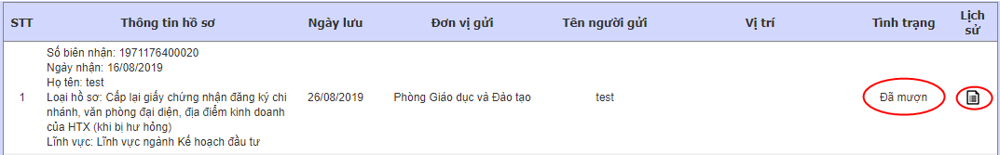 STT Thông tin hồ sơ Ngày lưu Đơn vị gửi Tên người gửi Vị trí Tình trạng Lịch sử
Số biên nhận: 1971176400020
Ngày nhận: 16/08/2019
Họ tên: test
1 Loại hồ sơ: Cấp lại giấy chứng nhận đăng ký chi 26/08/2019 Phòng Giáo dục và Đào tạo test Đã mượn
nhánh, văn phòng đại diện, địa điểm kinh doanh
của HTX (khi bị hư hỏng)
Lĩnh vực: Lĩnh vực ngành Kế hoạch đầu tư